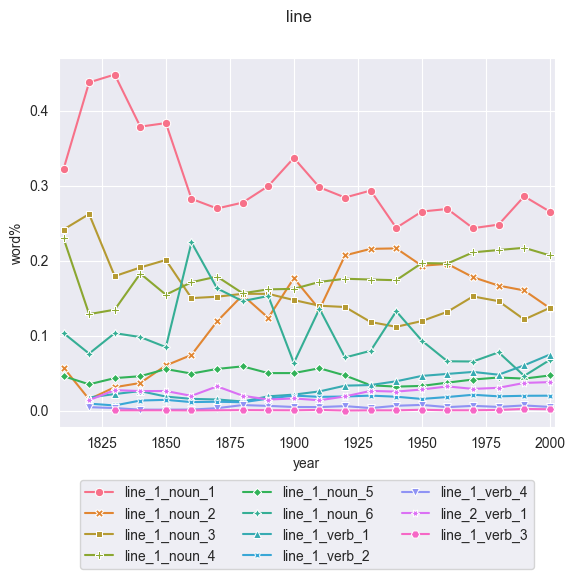 line
word%
0.4
0.3
0.2
0.1
0.0
1825 1850 1875 1900 1925 1950 1975 2000
year
line_1_noun_1 line_1_noun_5 line_1_verb_4
line_1_noun_2 line_1_noun_6 line_2_verb_1
line_1_noun_3 line_1_verb_1 line_1_verb_3
line_1_noun_4 line_1_verb_2